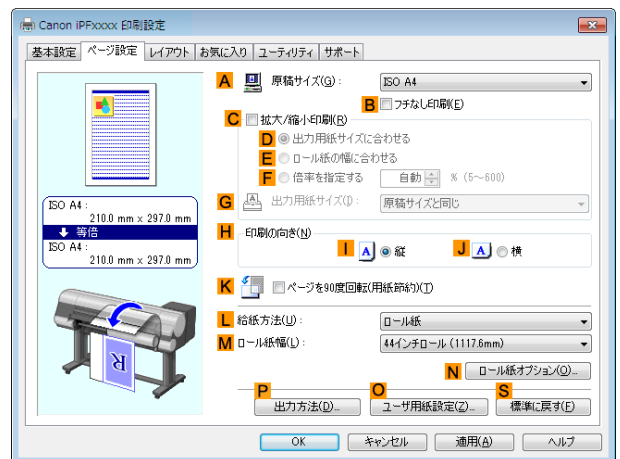 Canon iPFxxxx 印刷設定
基本設定 ページ設定 レイアウト お気に入り ユーティリティ サポート
A 原稿サイズ(G): ISO A4
B フチなし印刷(E)
C 拡大/縮小印刷(R)
D 出力用紙サイズに合わせる
E ロール紙の幅に合わせる
F 倍率を指定する 自動 % (5～600)
G 出力用紙サイズ(I): 原稿サイズと同じ
ISO A4 :
210.0 mm x 297.0 mm
等倍
ISO A4 :
210.0 mm x 297.0 mm
H 印刷の向き(N)
I A 縦 J A 横
K ページを90度回転(用紙節約)(T)
L 給紙方法(U): ロール紙
M ロール紙幅(L): 44インチロール (1117.6mm)
R
N ロール紙オプション(O)...
P O S
出力方法(D)... ユーザ用紙設定(Z)... 標準に戻す(F)
OK キャンセル 適用(A) ヘルプ